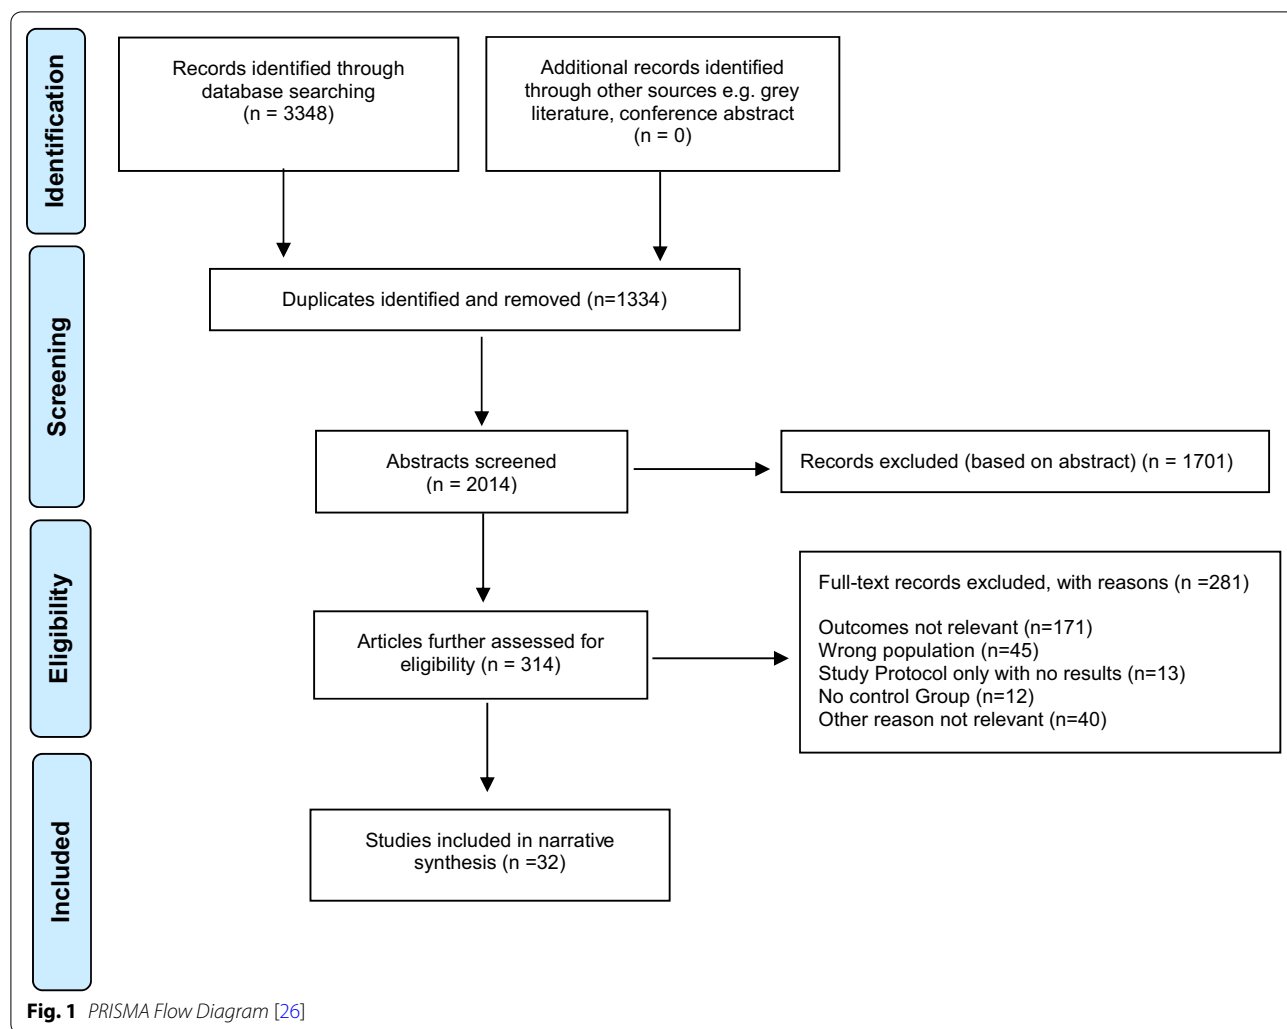 Identification
Records identified through
database searching
(n = 3348)
Additional records identified
through other sources e.g. grey
literature, conference abstract
(n = 0)
Screening
Duplicates identified and removed (n=1334)
Abstracts screened
(n = 2014)
Records excluded (based on abstract) (n = 1701)
Eligibility
Articles further assessed for
eligibility (n = 314)
Full-text records excluded, with reasons (n =281)
Outcomes not relevant (n=171)
Wrong population (n=45)
Study Protocol only with no results (n=13)
No control Group (n=12)
Other reason not relevant (n=40)
Included
Studies included in narrative
synthesis (n =32)
Fig. 1 PRISMA Flow Diagram [26]